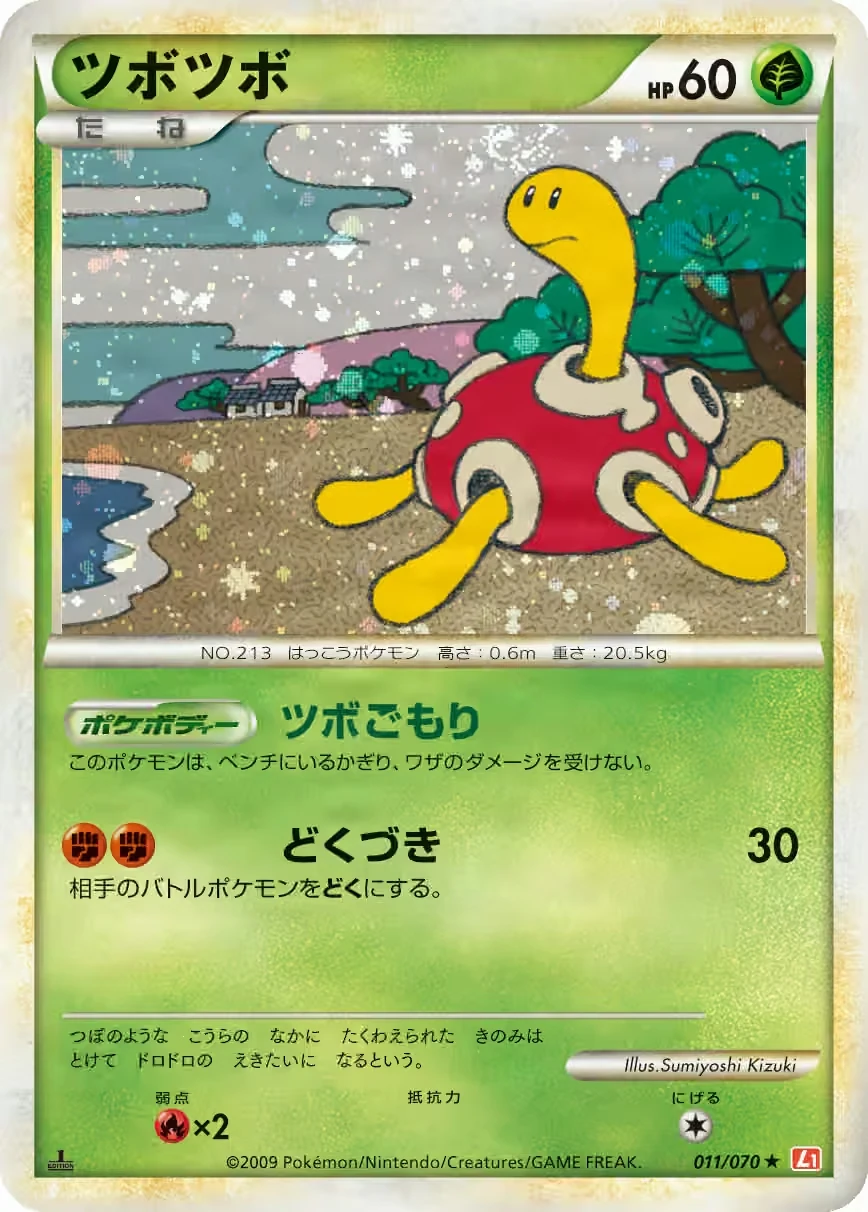 ツボツボ HP60
たね
NO.213 はっこうポケモン 高さ：0.6m 重さ：20.5kg
ポケボディー ツボごもり
このポケモンは、ベンチにいるかぎり、ワザのダメージを受けない。
どくづき 30
相手のバトルポケモンをどくにする。
つぼのような こうらの なかに たくわえられた きのみは
とけて ドロドロの えきたいに なるという。
Illus.Sumiyoshi Kizuki
弱点 抵抗力 にげる
×2
1 EDITION ©2009 Pokémon/Nintendo/Creatures/GAME FREAK. 011/070 ★ L1